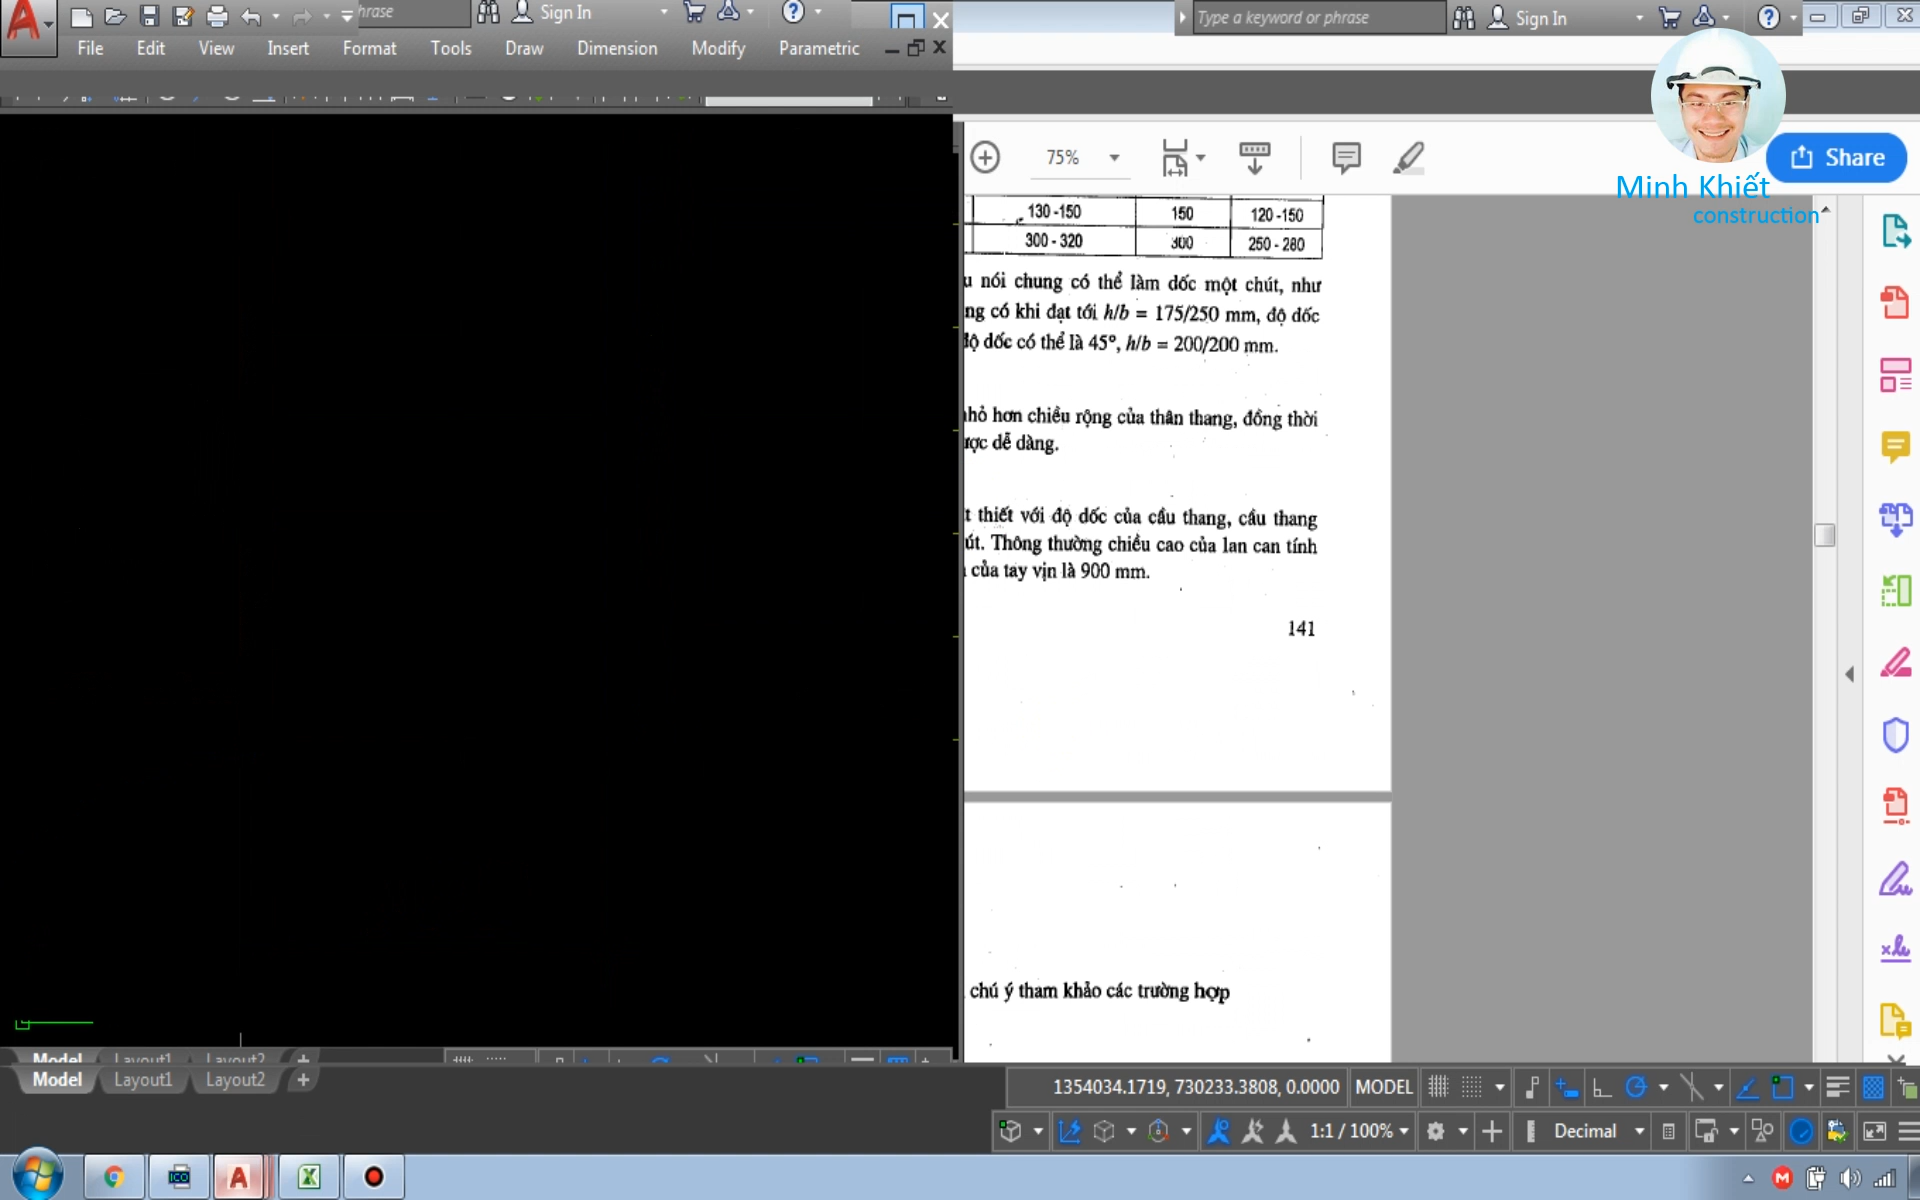 hrase
Sign In
Type a keyword or phrase
Sign In
File Edit View Insert Format Tools Draw Dimension Modify Parametric
75%
Share
Minh Khiết
construction
130 -150 150 120 -150
300 - 320 300 250 - 280
nói chung có thể làm dốc một chút, như
có khi đạt tới h/b = 175/250 mm, độ dốc
dốc có thể là 45°, h/b = 200/200 mm.
hơn chiều rộng của thân thang, đồng thời
dễ dàng.
thiết với độ dốc của cầu thang, cầu thang
Thông thường chiều cao của lan can tính
của tay vịn là 900 mm.
141
chú ý tham khảo các trường hợp
Model Layout1 Layout2 +
Model Layout1 Layout2 +
1354034.1719, 730233.3808, 0.0000 MODEL
1:1 / 100% Decimal